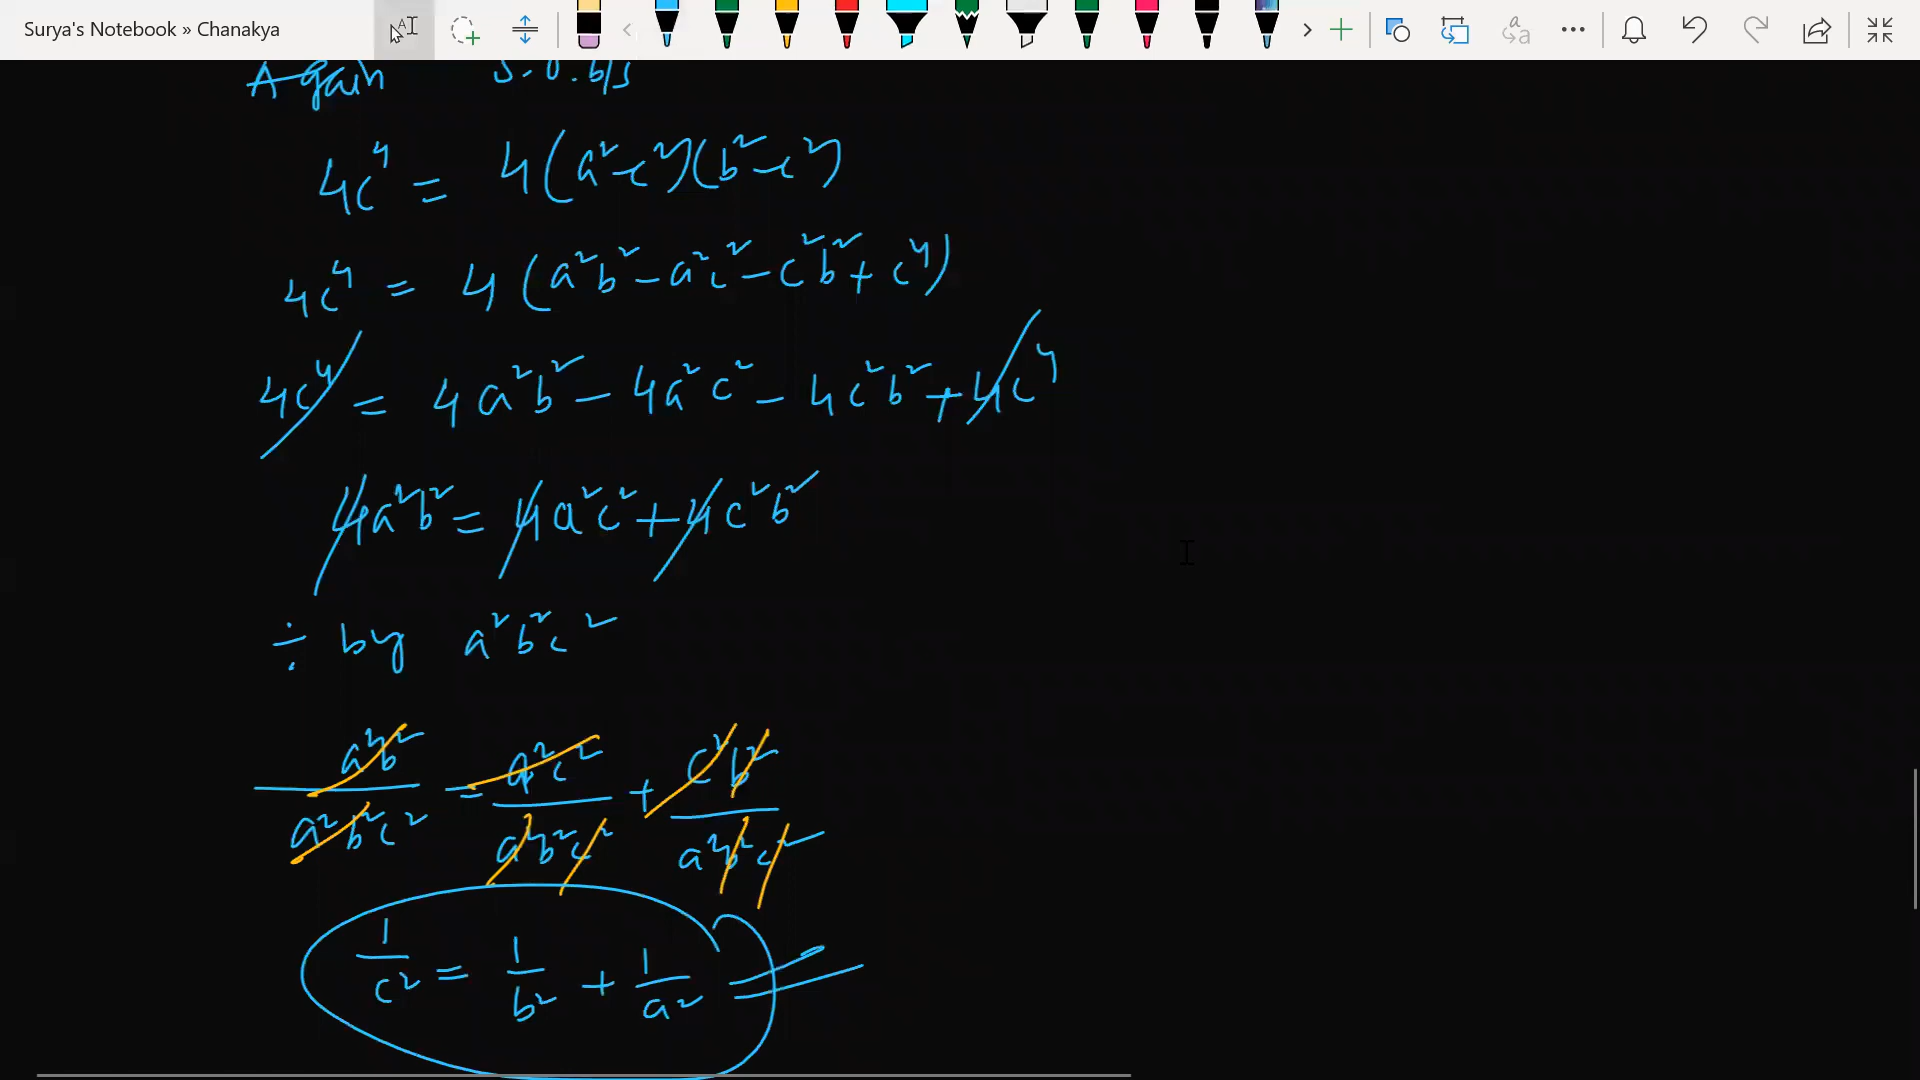 Surya's Notebook » Chanakya
Again S.O.b/s
4c⁴ = 4(a²-c²)(b²-c²)
4c⁴ = 4(a²b² - a²c² - c²b² + c⁴)
4c⁴ = 4a²b² - 4a²c² - 4c²b² + 4c⁴
4a²b² = 4a²c² + 4c²b²
÷ by a²b²c²
a²b²/a²b²c² = a²c²/a²b²c² + c²b²/a²b²c²
1/c² = 1/b² + 1/a²